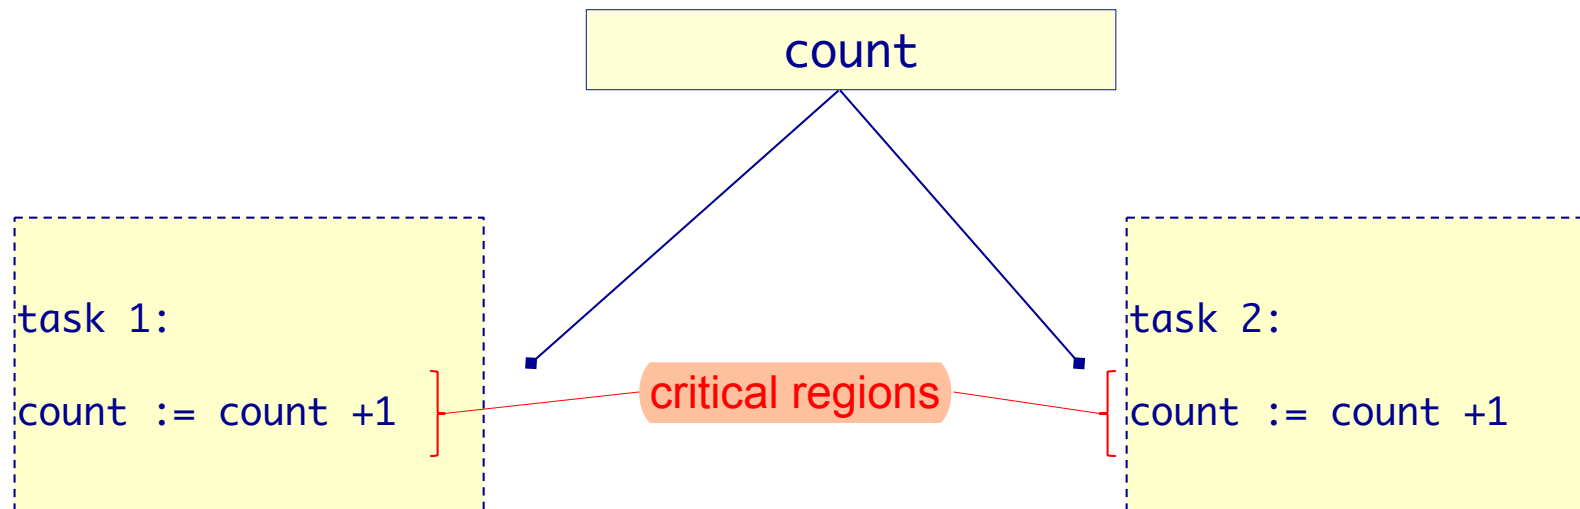 count
task 1:
count := count +1
critical regions
task 2:
count := count +1